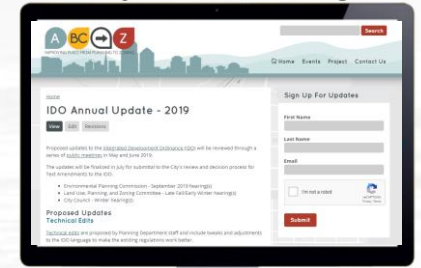 A BC Z
Search
Home Events Project Contact Us
Home
IDO Annual Update - 2019
View Edit Revisions
Proposed updates to the Integrated Development Ordinance (IDO) will be reviewed through a
series of public meetings in May and June 2019.
The updates will be finalized in July for submittal to the City's review and decision process for
Text Amendments to the IDO:
Environmental Planning Commission - September 2019 hearing(s)
Land Use, Planning, and Zoning Committee - Late Fall/Early Winter hearing(s)
City Council - Winter hearing(s)
Proposed Updates
Technical Edits
Technical edits are proposed by Planning Department staff and include tweaks and adjustments
to the IDO language to make the existing regulations work better.
Sign Up For Updates
First Name
Last Name
Email
I'm not a robot
reCAPTCHA
Submit